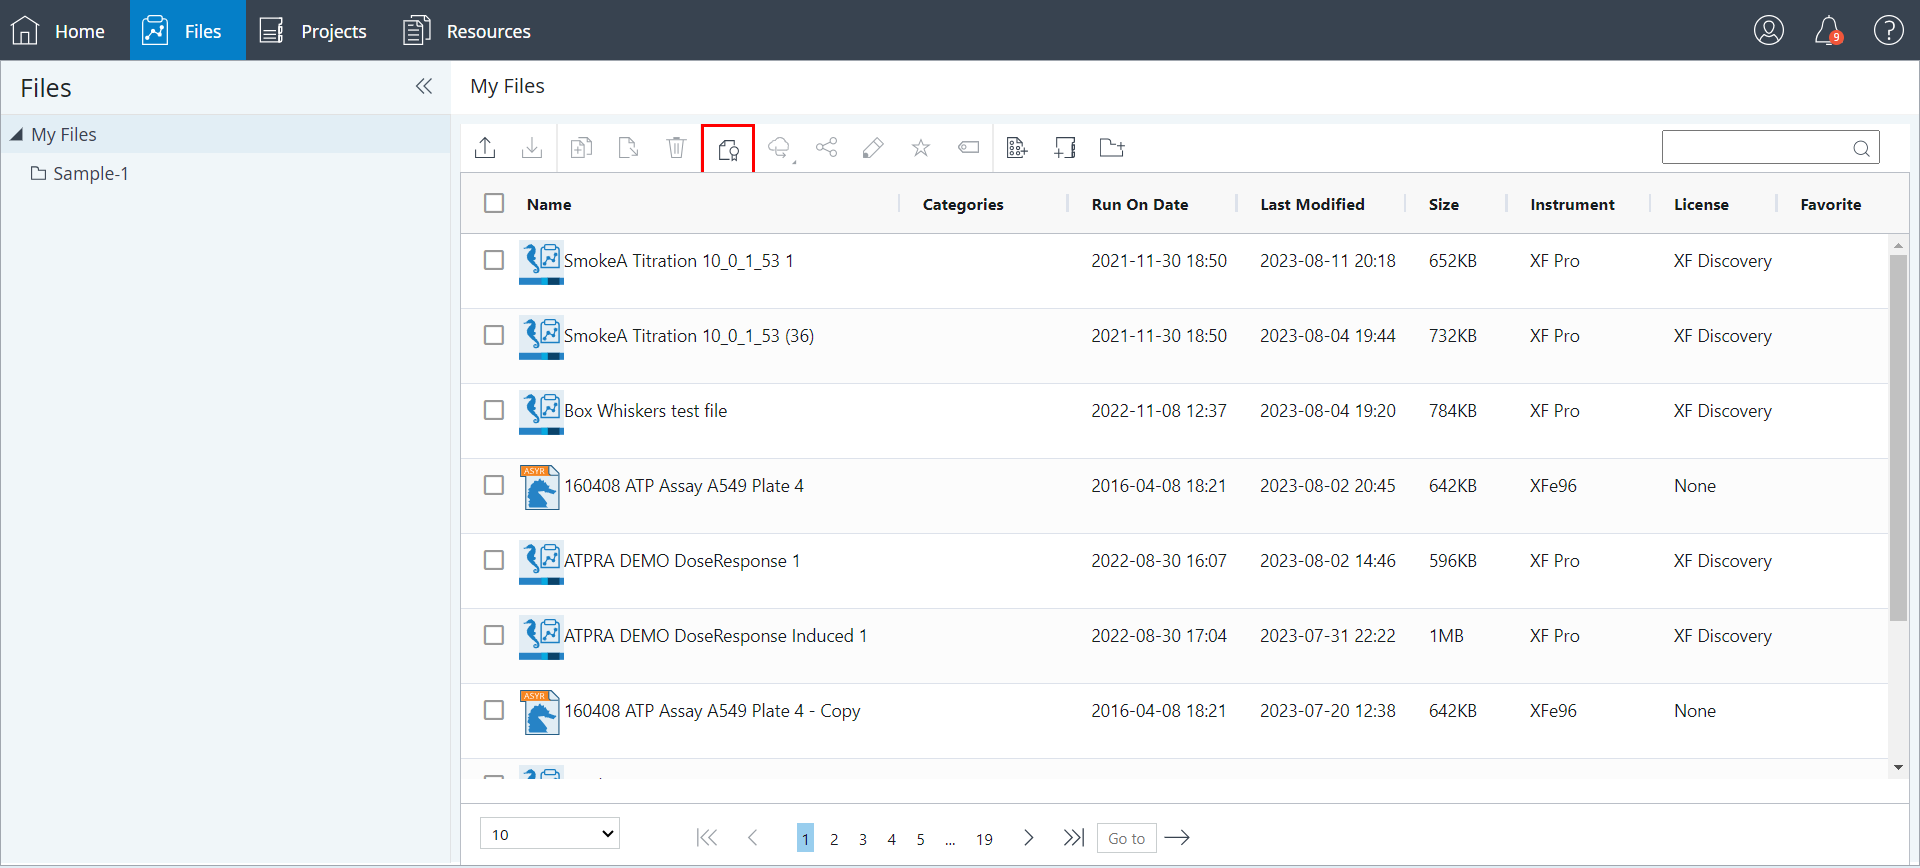 Home Files Projects Resources 9
Files
My Files
My Files
Sample-1
Name Categories Run On Date Last Modified Size Instrument License Favorite
SmokeA Titration 10_0_1_53 1 2021-11-30 18:50 2023-08-11 20:18 652KB XF Pro XF Discovery
SmokeA Titration 10_0_1_53 (36) 2021-11-30 18:50 2023-08-04 19:44 732KB XF Pro XF Discovery
Box Whiskers test file 2022-11-08 12:37 2023-08-04 19:20 784KB XF Pro XF Discovery
ASYR
160408 ATP Assay A549 Plate 4 2016-04-08 18:21 2023-08-02 20:45 642KB XFe96 None
ATPRA DEMO DoseResponse 1 2022-08-30 16:07 2023-08-02 14:46 596KB XF Pro XF Discovery
ATPRA DEMO DoseResponse Induced 1 2022-08-30 17:04 2023-07-31 22:22 1MB XF Pro XF Discovery
ASYR
160408 ATP Assay A549 Plate 4 - Copy 2016-04-08 18:21 2023-07-20 12:38 642KB XFe96 None
10 1 2 3 4 5 ... 19 Go to